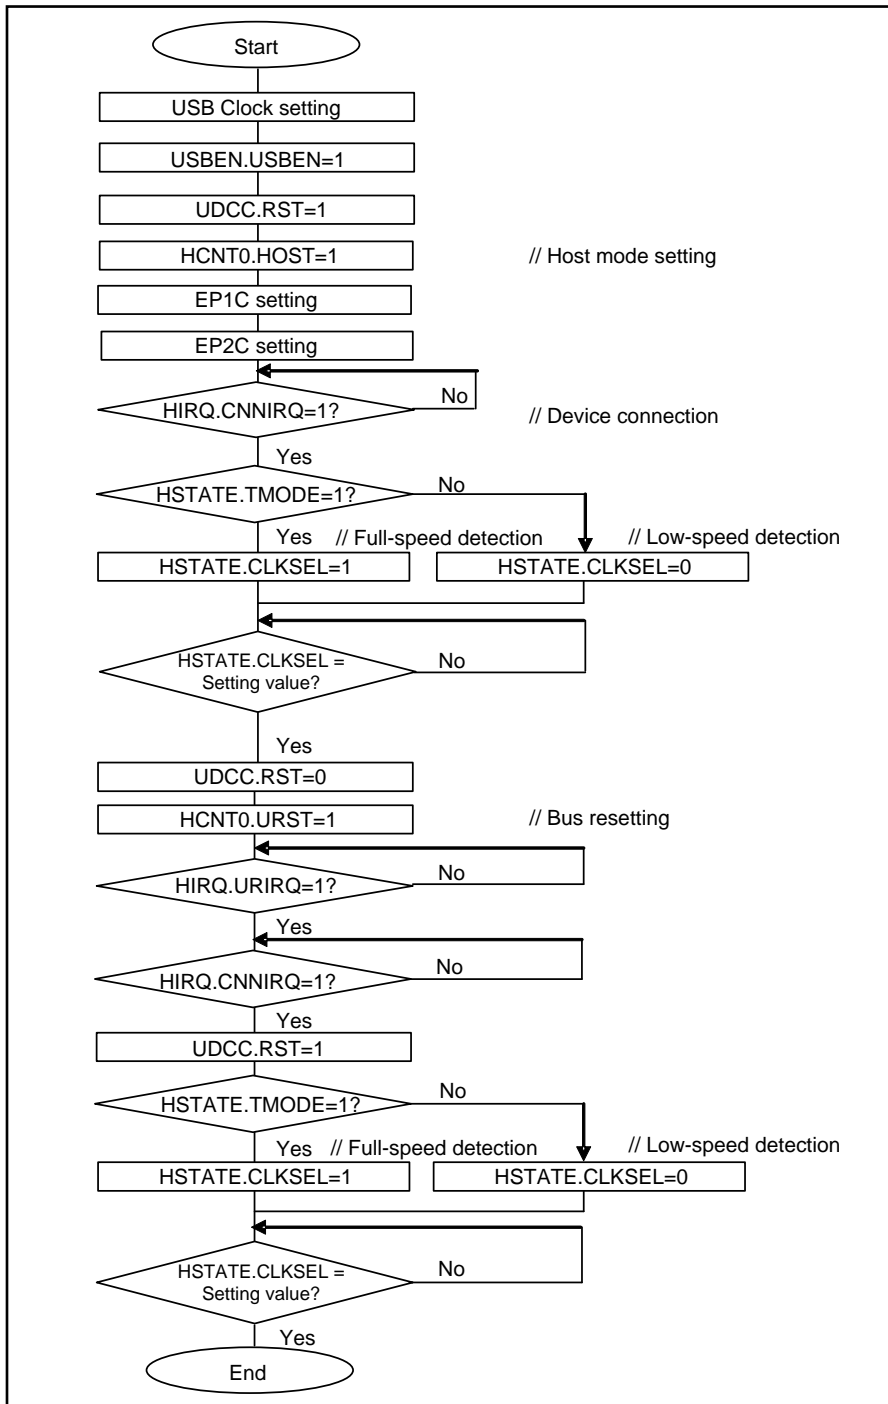 Start
USB Clock setting
USBEN.USBEN=1
UDCC.RST=1
HCNT0.HOST=1 // Host mode setting
EP1C setting
EP2C setting
No
HIRQ.CNNIRQ=1?
// Device connection
Yes
HSTATE.TMODE=1? No
Yes // Full-speed detection // Low-speed detection
HSTATE.CLKSEL=1 HSTATE.CLKSEL=0
HSTATE.CLKSEL = 
Setting value? No
Yes
UDCC.RST=0
HCNT0.URST=1 // Bus resetting
HIRQ.URIRQ=1? No
Yes
HIRQ.CNNIRQ=1? No
Yes
UDCC.RST=1
HSTATE.TMODE=1? No
Yes // Full-speed detection // Low-speed detection
HSTATE.CLKSEL=1 HSTATE.CLKSEL=0
HSTATE.CLKSEL = 
Setting value? No
Yes
End